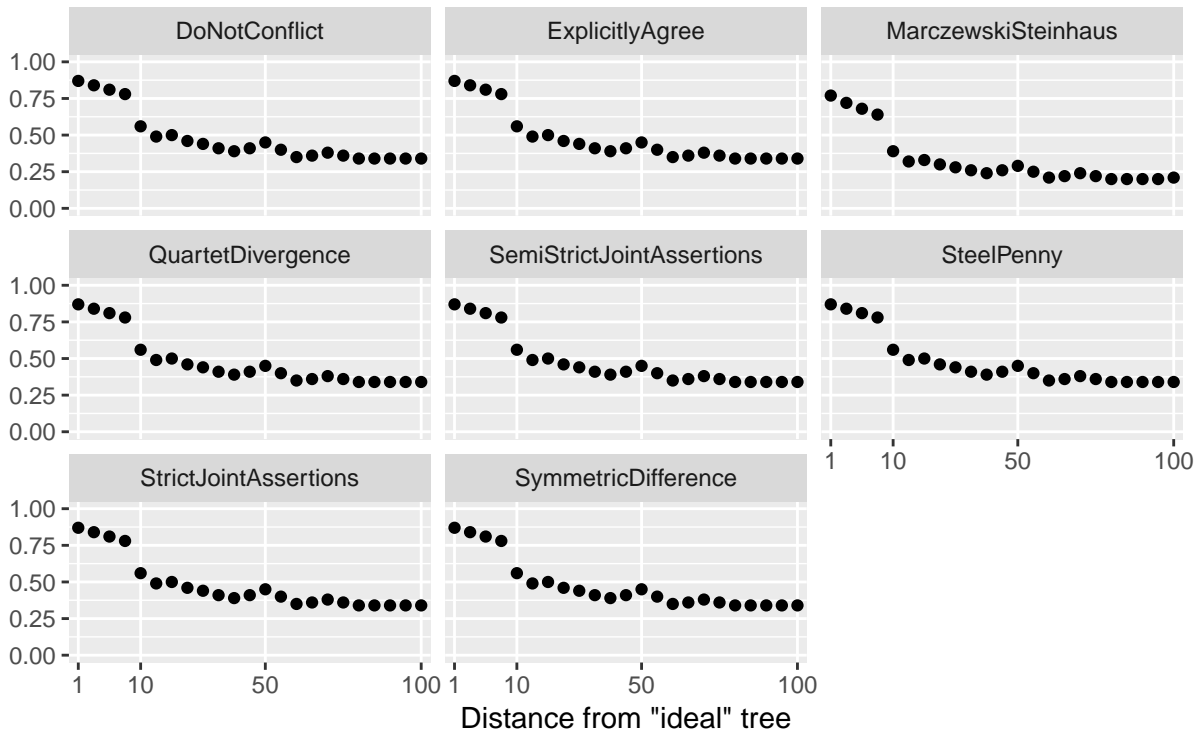 DoNotConflict ExplicitlyAgree MarczewskiSteinhaus
1.00
0.75
0.50
0.25
0.00
QuartetDivergence SemiStrictJointAssertions SteelPenny
1.00
0.75
0.50
0.25
0.00
1 10 50 100
StrictJointAssertions SymmetricDifference
1.00
0.75
0.50
0.25
0.00
1 10 50 100 1 10 50 100
Distance from "ideal" tree